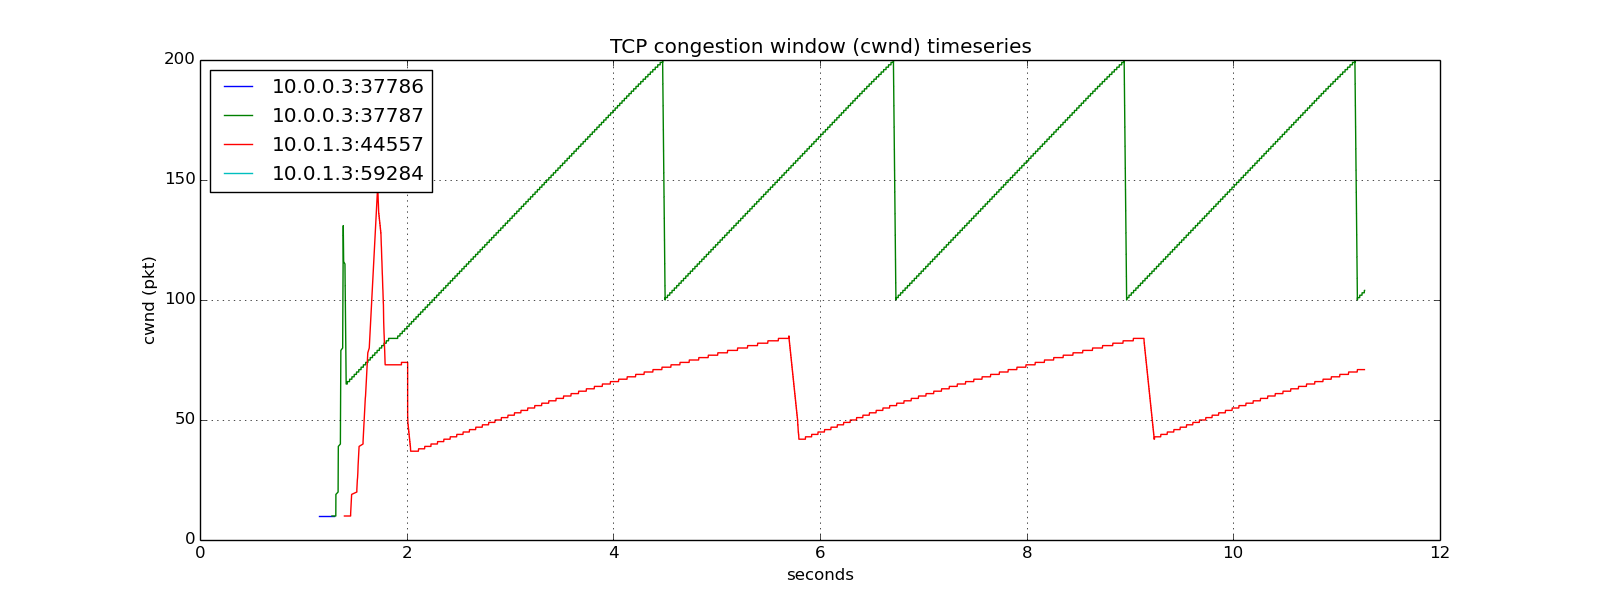 TCP congestion window (cwnd) timeseries
200
10.0.0.3:37786
10.0.0.3:37787
10.0.1.3:44557
10.0.1.3:59284
150
cwnd (pkt)
100
50
0
0 2 4 6 8 10 12
seconds